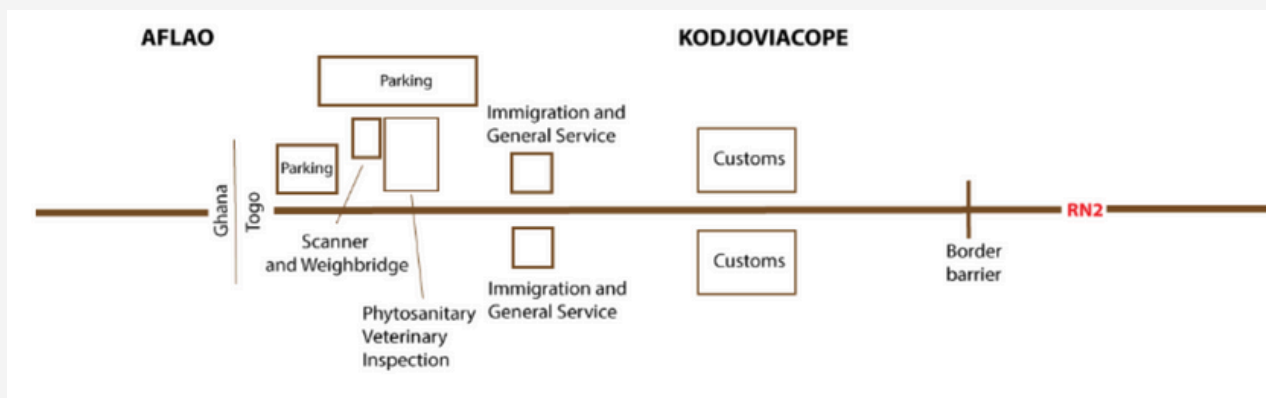 AFLAO
KODJOVIACOPE
Parking
Immigration and
General Service
Parking
Customs
Ghana
Togo
RN2
Scanner
and Weighbridge
Customs
Border
barrier
Immigration and
General Service
Phytosanitary
Veterinary
Inspection